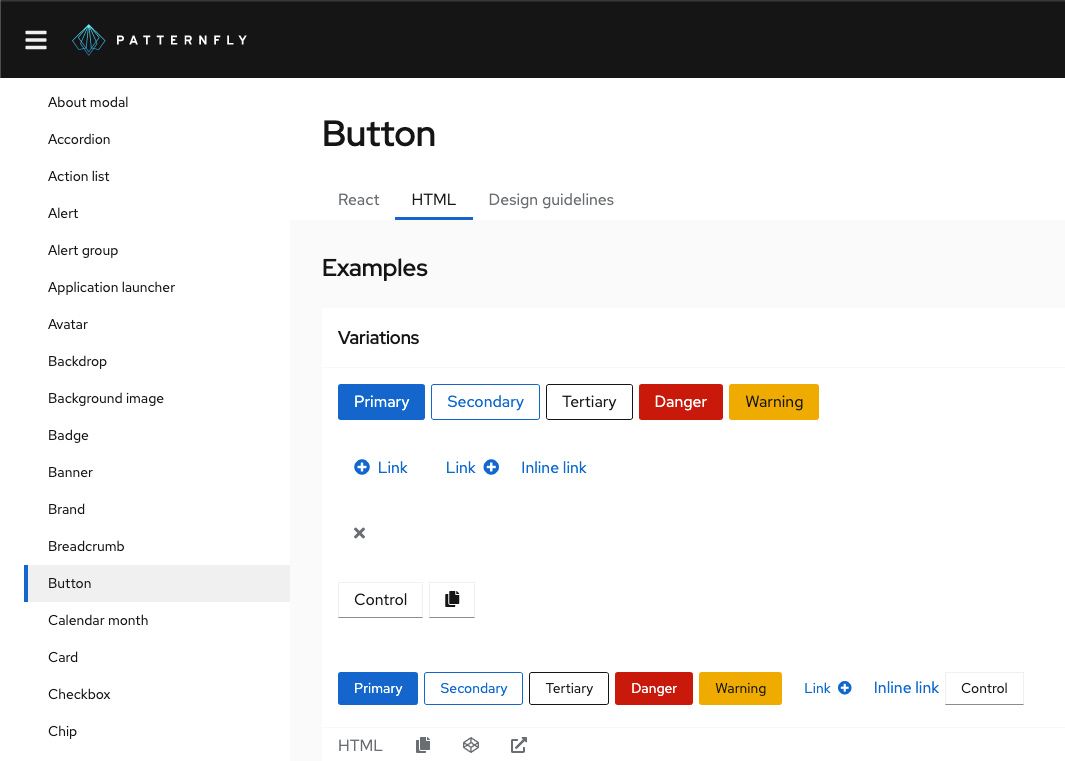 PATTERNFLY
About modal
Accordion
Action list
Alert
Alert group
Application launcher
Avatar
Backdrop
Background image
Badge
Banner
Brand
Breadcrumb
Button
Calendar month
Card
Checkbox
Chip
Button
React HTML Design guidelines
Examples
Variations
Primary Secondary Tertiary Danger Warning
Link Link Inline link
Control
Primary Secondary Tertiary Danger Warning Link Inline link Control
HTML